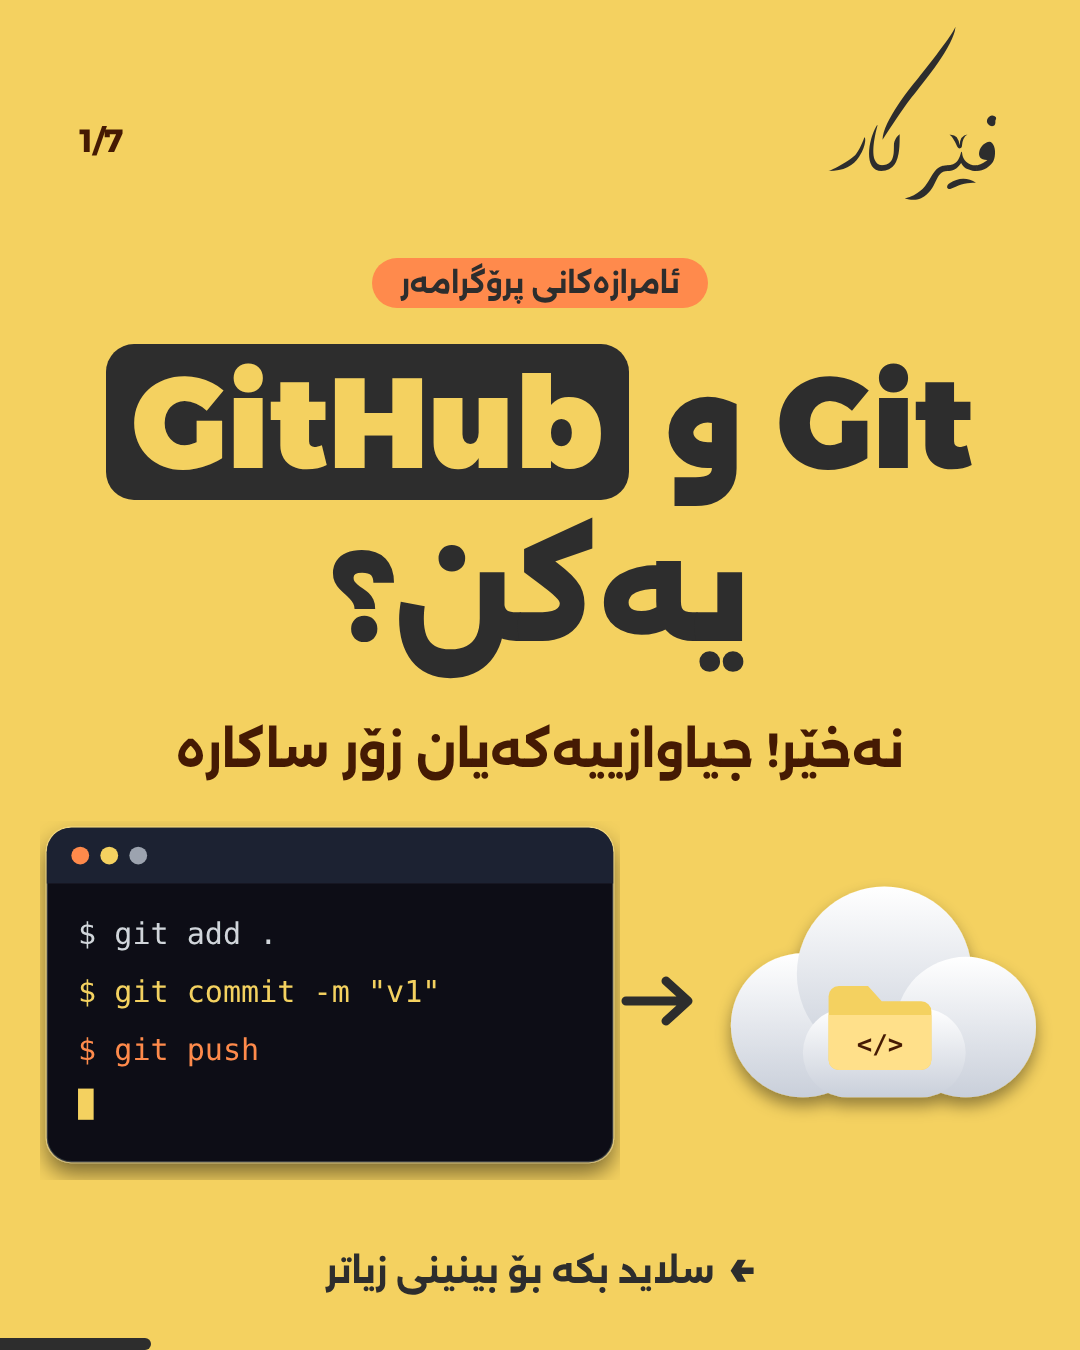 فێرکار
1/7
ئامرازەکانی پرۆگرامەر
Git و GitHub
یەکن؟
نەخێر! جیاوازییەکەیان زۆر ساکارە
$ git add .
$ git commit -m "v1"
$ git push
</>
← سلاید بکە بۆ بینینی زیاتر